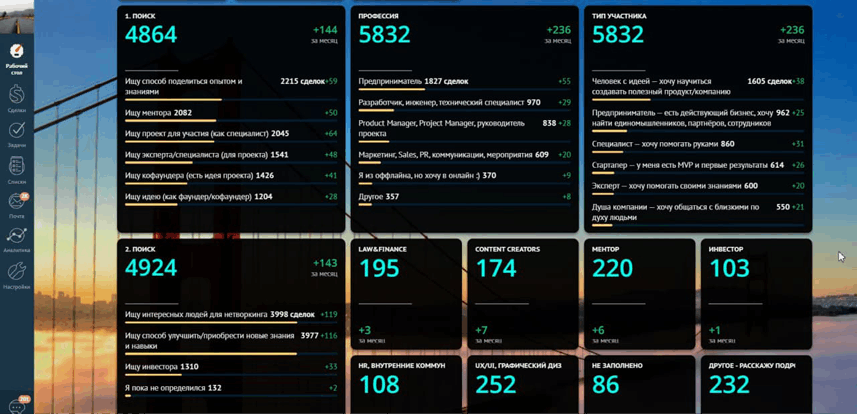 Рабочий
стол
Сделки
Задачи
Списки
Почта
Аналитика
Настройки
1. ПОИСК
4864
+144
за месяц
Ищу способ поделиться опытом и
знаниями
2215 сделок +59
Ищу ментора 2082 +50
Ищу проект для участия (как специалист) 2045 +64
Ищу эксперта/специалиста (для проекта) 1541 +48
Ищу кофаундера (есть идея проекта) 1426 +41
Ищу идею (как фаундер/кофаундер) 1204 +28
ПРОФЕССИЯ
5832
+236
за месяц
Предприниматель 1827 сделок +55
Разработчик, инженер, технический специалист 970 +29
Product Manager, Project Manager, руководитель
проекта
838 +28
Маркетинг, Sales, PR, коммуникации, мероприятия 609 +20
Я из оффлайна, но хочу в онлайн :) 370 +9
Другое 357 +8
ТИП УЧАСТНИКА
5832
+236
за месяц
Человек с идеей — хочу научиться
создавать полезный продукт/компанию
1605 сделок +38
Предприниматель — есть действующий бизнес, хочу
найти единомышленников, партнёров, сотрудников
962 +25
Специалист — хочу помогать руками 860 +31
Стартапер — у меня есть MVP и первые результаты 614 +26
Эксперт — хочу помогать своими знаниями 600 +20
Душа компании — хочу общаться с близкими по
духу людьми
550 +21
2. ПОИСК
4924
+143
за месяц
Ищу интересных людей для нетворкинга 3998 сделок +119
Ищу способ улучшить/приобрести новые знания
и навыки
3977 +116
Ищу инвестора 1310 +33
Я пока не определился 132 +2
LAW&FINANCE
195
+3
за месяц
CONTENT CREATORS
174
+7
за месяц
МЕНТОР
220
+6
за месяц
ИНВЕСТОР
103
+1
за месяц
HR, ВНУТРЕННИЕ КОММУН
108
UX/UI, ГРАФИЧЕСКИЙ ДИЗ
252
НЕ ЗАПОЛНЕНО
86
ДРУГОЕ - РАССКАЖУ ПОДР
232